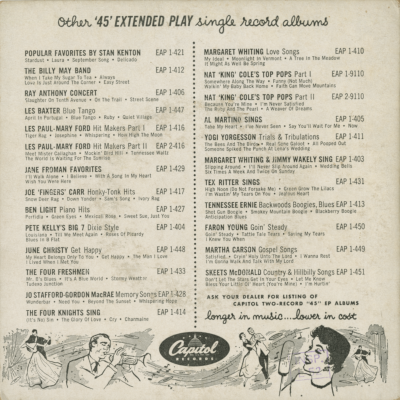 Other '45' EXTENDED PLAY single record albums
POPULAR FAVORITES BY STAN KENTON EAP 1-421
Stardust • Laura • September Song • Delicado
THE BILLY MAY BAND EAP 1-412
When I Take My Sugar To Tea • Always
Love Is Just Around the Corner • Easy Street
RAY ANTHONY CONCERT EAP 1-406
Slaughter On Tenth Avenue • On The Trail • Street Scene
LES BAXTER Blue Tango EAP 1-447
April In Portugal • Blue Tango • Ruby • Quiet Village
LES PAUL-MARY FORD Hit Makers Part I EAP 1-416
Tiger Rag • Josephine • Whispering • How High The Moon
LES PAUL-MARY FORD Hit Makers Part II EAP 2-416
Meet Mister Callaghan • Mockin' Bird Hill • Tennessee Waltz
The World Is Waiting For The Sunrise
JANE FROMAN FAVORITES EAP 1-429
I'll Walk Alone • I Believe • With A Song In My Heart
Wish You Were Here
JOE 'FINGERS' CARR Honky-Tonk Hits EAP 1-417
Snow Deer Rag • Down Yonder • Sam's Song • Ivory Rag
BEN LIGHT Piano Hits EAP 1-427
Perfidia • Green Eyes • Mexicali Rose • Sweet Sue, Just You
PETE KELLY'S BIG 7 Dixie Style EAP 1-404
Louisiana • Till We Meet Again • Bells Of
Blues In B Flat
JUNE CHRISTY Get Happy EAP 1-448
My Heart Belongs Only To You • Get Happy • The Man I Love
I Lived When I Met You
THE FOUR FRESHMEN EAP 1-433
Mr. B's Blues • It's A Blue World • Stormy Weather
Tuxedo Junction
JO STAFFORD-GORDON MacRAE Memory Songs EAP 1-428
Wunderbar • Need You • Beyond The Sunset • Whispering Hope
THE FOUR KNIGHTS SING EAP 1-414
It's No Sin • The Glory Of Love • Cry • Charmaine
MARGARET WHITING Love Songs EAP 1-410
My Ideal • Moonlight In Vermont • A Tree In The Meadow
It Might As Well Be Spring
NAT 'KING' COLE'S TOP POPS Part I EAP 1-9110
Somewhere Along The Way • Funny (Not Much)
Walkin' My Baby Back Home • Faith Can Move Mountains
NAT 'KING' COLE'S TOP POPS Part II EAP 2-9110
Because You're Mine • I'm Never Satisfied
The Ruby And The Pearl • A Weaver Of Dreams
AL MARTINO SINGS EAP 1-405
Take My Heart • I've Never Seen • Say You'll Wait For Me • Now
YOGI YORGESSON Trials & Tribulations EAP 1-411
The Bees And The Birds • Real Gone Galoot • All Pooped Out
Someone Spiked The Punch At Lena's Wedding
MARGARET WHITING & JIMMY WAKELY SING EAP 1-403
Slipping Around • I'll Never Slip Around Again • Wedding Bells
Six Times A Week And Twice On Sunday
TEX RITTER SINGS EAP 1-431
High Noon (Do Not Forsake Me) • Green Grow The Lilacs
I'm Wastin' My Tears On You • Jealous Heart
TENNESSEE ERNIE Backwoods Boogies, Blues EAP 1-413
Shot Gun Boogie • Smokey Mountain Boogie • Blackberry Boogie
Anticipation Blues
FARON YOUNG Goin' Steady EAP 1-450
Goin' Steady • Tattle Tale Tears • Saving My Tears
I Knew You When
MARTHA CARSON Gospel Songs EAP 1-449
Satisfied • Cryin' Holy Unto The Lord • I Wanna Rest
I'm Gonna Walk And Talk With My Lord
SKEETS McDONALD Country & Hillbilly Songs EAP 1-451
Don't Let The Stars Get In Your Eyes • Let Me Know
Bless Your Little Ol' Heart (You're Mine) • I'm Hurtin'
ASK YOUR DEALER FOR LISTING OF
CAPITOL TWO-RECORD "45" EP ALBUMS
longer in music...lower in cost
Capitol
RECORDS